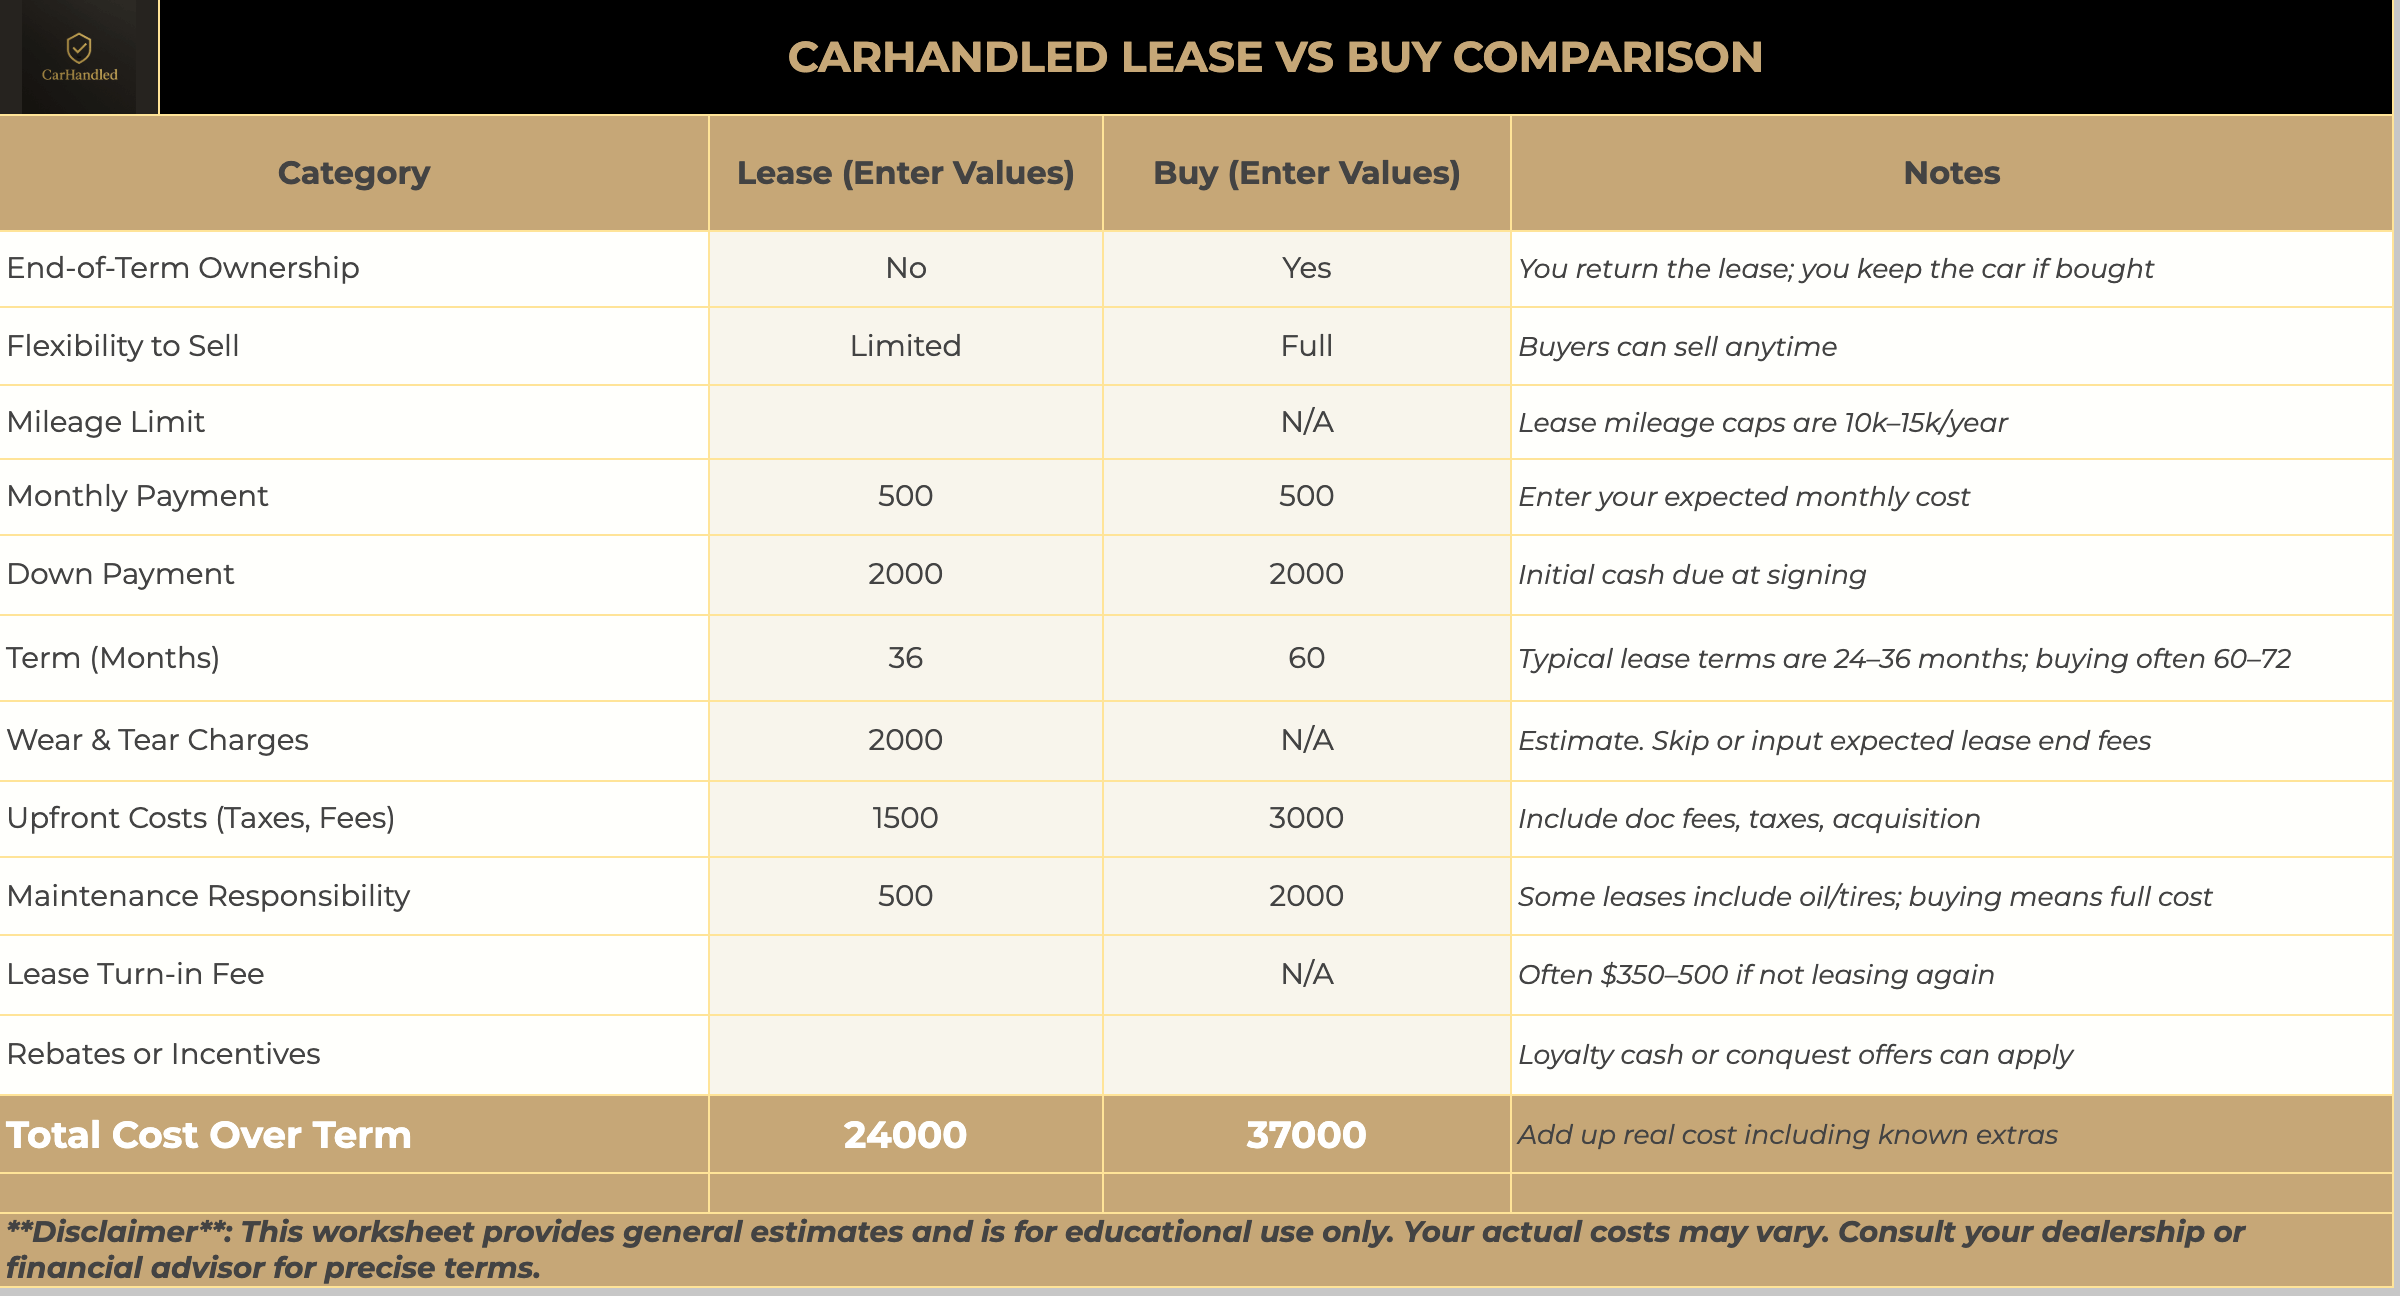 CarHandled
CARHANDLED LEASE VS BUY COMPARISON
Category Lease (Enter Values) Buy (Enter Values) Notes
End-of-Term Ownership No Yes You return the lease; you keep the car if bought
Flexibility to Sell Limited Full Buyers can sell anytime
Mileage Limit N/A Lease mileage caps are 10k–15k/year
Monthly Payment 500 500 Enter your expected monthly cost
Down Payment 2000 2000 Initial cash due at signing
Term (Months) 36 60 Typical lease terms are 24–36 months; buying often 60–72
Wear & Tear Charges 2000 N/A Estimate. Skip or input expected lease end fees
Upfront Costs (Taxes, Fees) 1500 3000 Include doc fees, taxes, acquisition
Maintenance Responsibility 500 2000 Some leases include oil/tires; buying means full cost
Lease Turn-in Fee N/A Often $350–500 if not leasing again
Rebates or Incentives Loyalty cash or conquest offers can apply
Total Cost Over Term 24000 37000 Add up real cost including known extras
**Disclaimer**: This worksheet provides general estimates and is for educational use only. Your actual costs may vary. Consult your dealership or
financial advisor for precise terms.